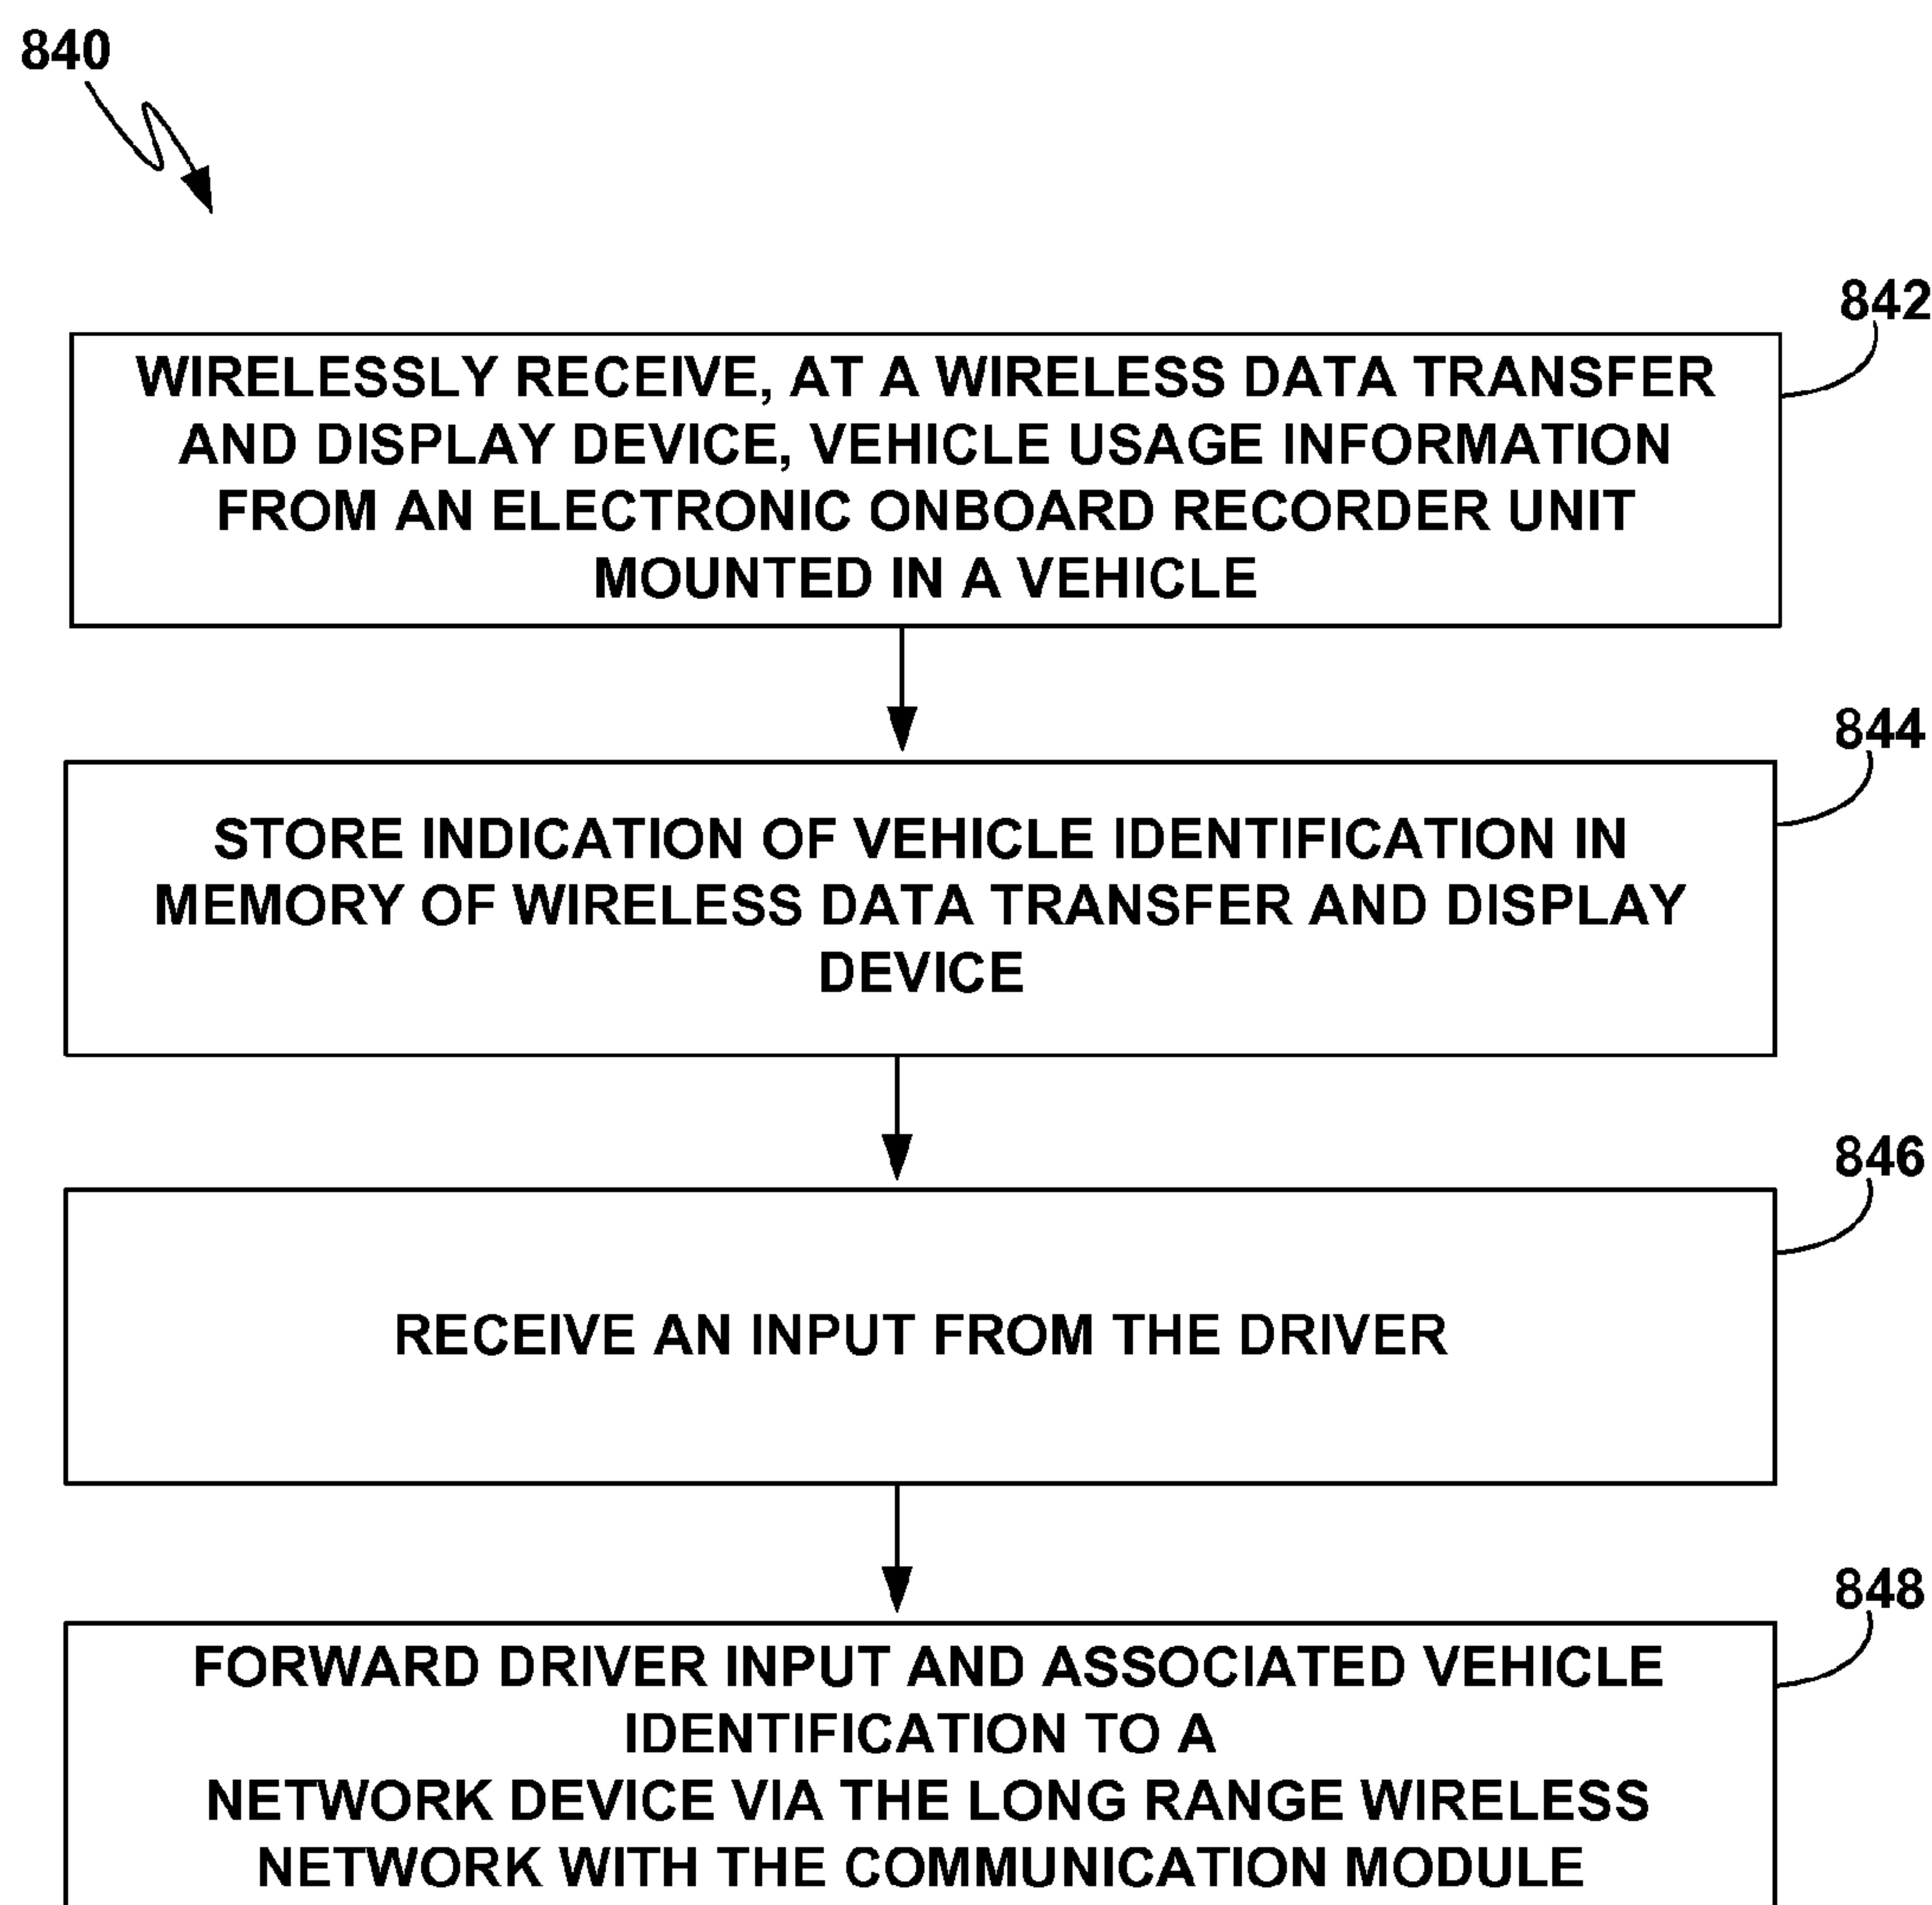 840
842
WIRELESSLY RECEIVE, AT A WIRELESS DATA TRANSFER
AND DISPLAY DEVICE, VEHICLE USAGE INFORMATION
FROM AN ELECTRONIC ONBOARD RECORDER UNIT
MOUNTED IN A VEHICLE
844
STORE INDICATION OF VEHICLE IDENTIFICATION IN
MEMORY OF WIRELESS DATA TRANSFER AND DISPLAY
DEVICE
846
RECEIVE AN INPUT FROM THE DRIVER
848
FORWARD DRIVER INPUT AND ASSOCIATED VEHICLE
IDENTIFICATION TO A
NETWORK DEVICE VIA THE LONG RANGE WIRELESS
NETWORK WITH THE COMMUNICATION MODULE